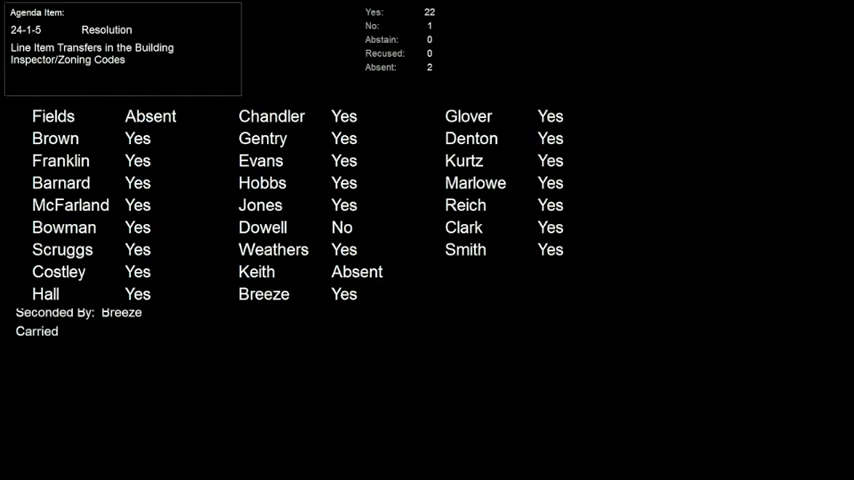 Agenda Item:
24-1-5 Resolution
Line Item Transfers in the Building
Inspector/Zoning Codes
Yes: 22
No: 1
Abstain: 0
Recused: 0
Absent: 2
Fields Absent Chandler Yes Glover Yes
Brown Yes Gentry Yes Denton Yes
Franklin Yes Evans Yes Kurtz Yes
Barnard Yes Hobbs Yes Marlowe Yes
McFarland Yes Jones Yes Reich Yes
Bowman Yes Dowell No Clark Yes
Scruggs Yes Weathers Yes Smith Yes
Costley Yes Keith Absent
Hall Yes Breeze Yes
Seconded By: Breeze
Carried